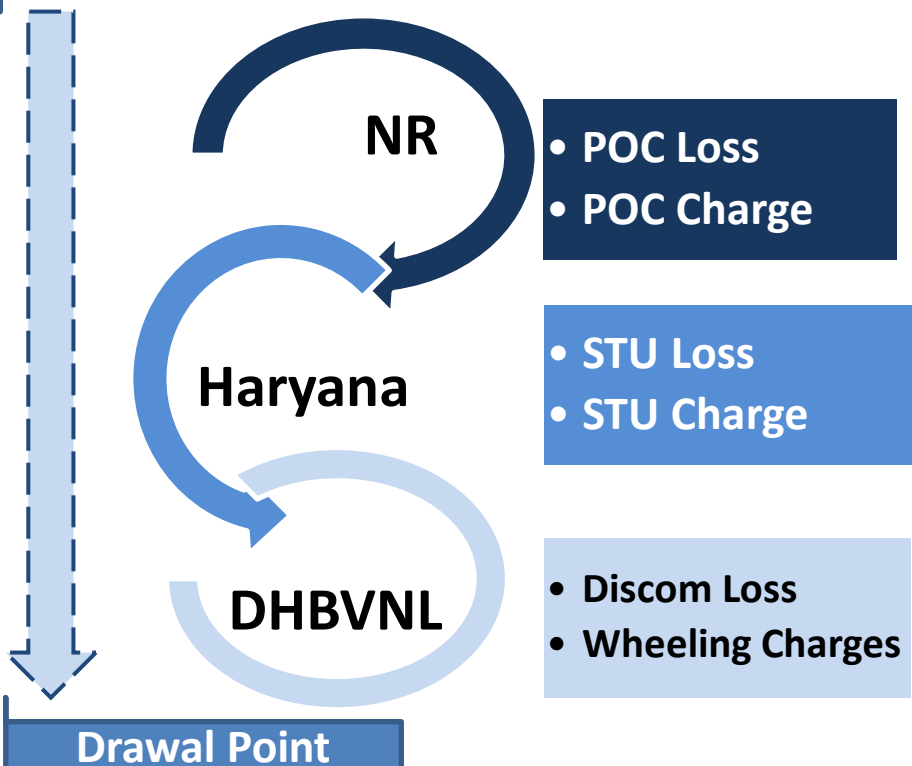 NR
• POC Loss
• POC Charge
Haryana
• STU Loss
• STU Charge
DHBVNL
• Discom Loss
• Wheeling Charges
Drawal Point